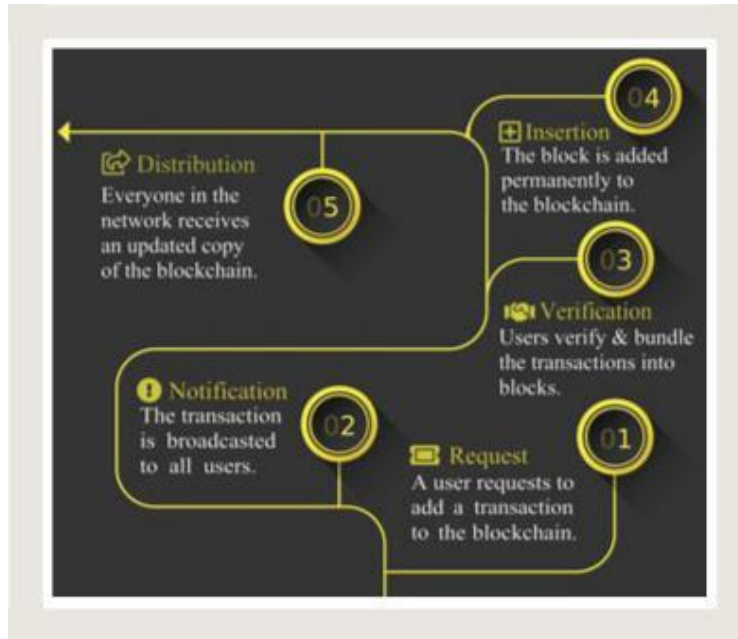 04
Insertion
The block is added
permanently to
the blockchain.
Distribution
Everyone in the
network receives
an updated copy
of the blockchain.
05
03
Verification
Users verify & bundle
the transactions into
blocks.
Notification
The transaction
is broadcasted
to all users.
02
01
Request
A user requests to
add a transaction
to the blockchain.